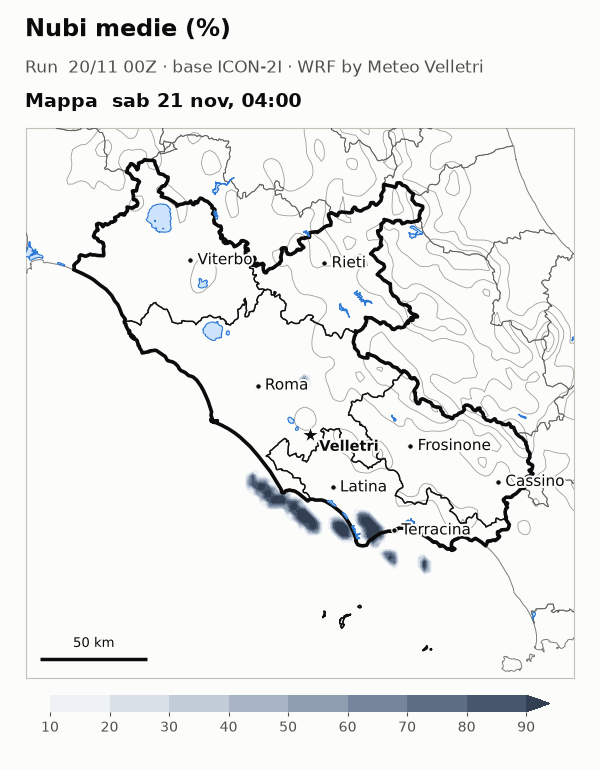 Nubi medie (%)
Run  20/11 00Z · base ICON-2I · WRF by Meteo Velletri
Mappa  sab 21 nov, 04:00
Viterbo
Rieti
Roma
Velletri
Frosinone
Latina
Cassino
Terracina
50 km
10 20 30 40 50 60 70 80 90